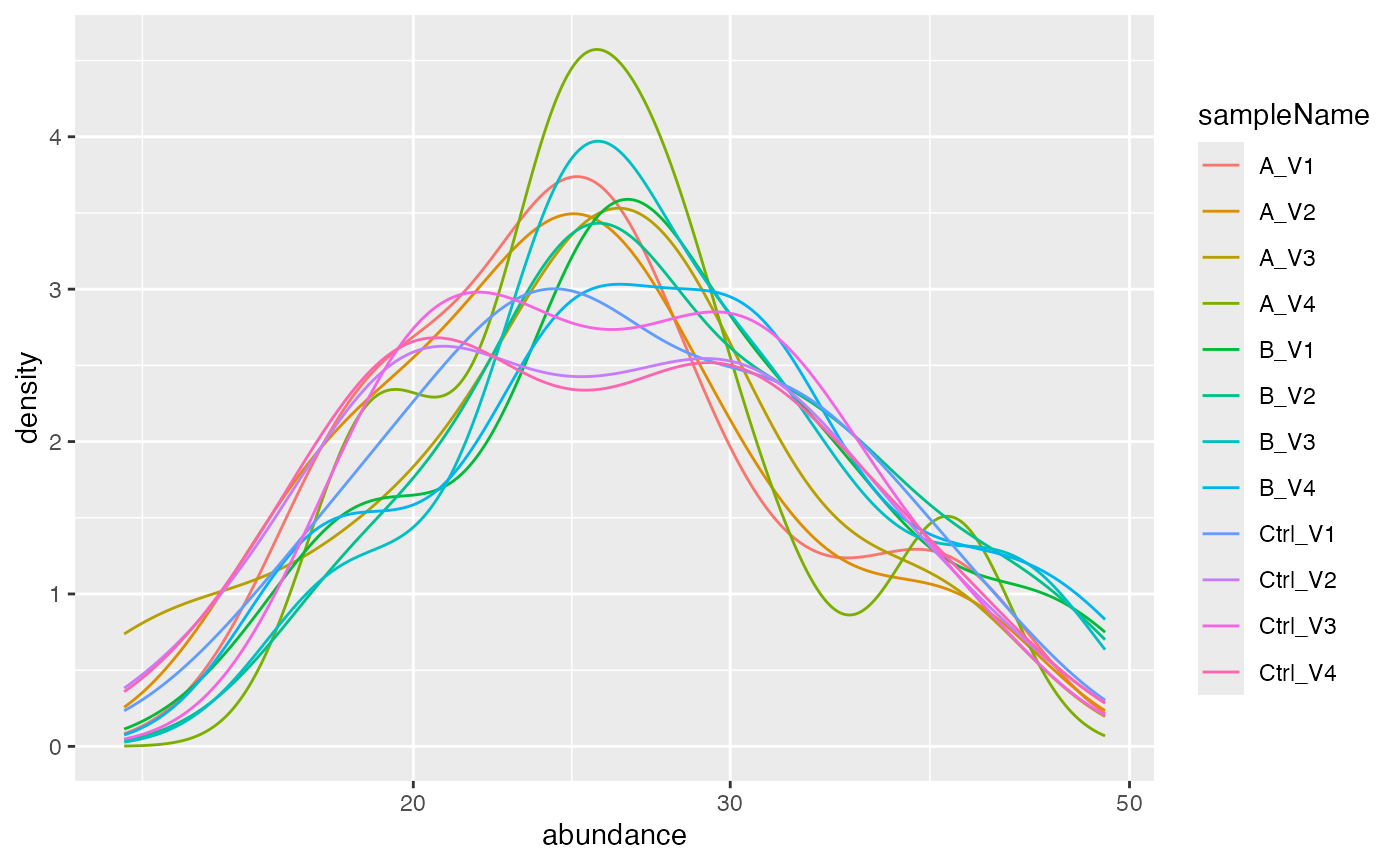 density
4
3
2
1
0
20
30
50
abundance
sampleName
A_V1
A_V2
A_V3
A_V4
B_V1
B_V2
B_V3
B_V4
Ctrl_V1
Ctrl_V2
Ctrl_V3
Ctrl_V4